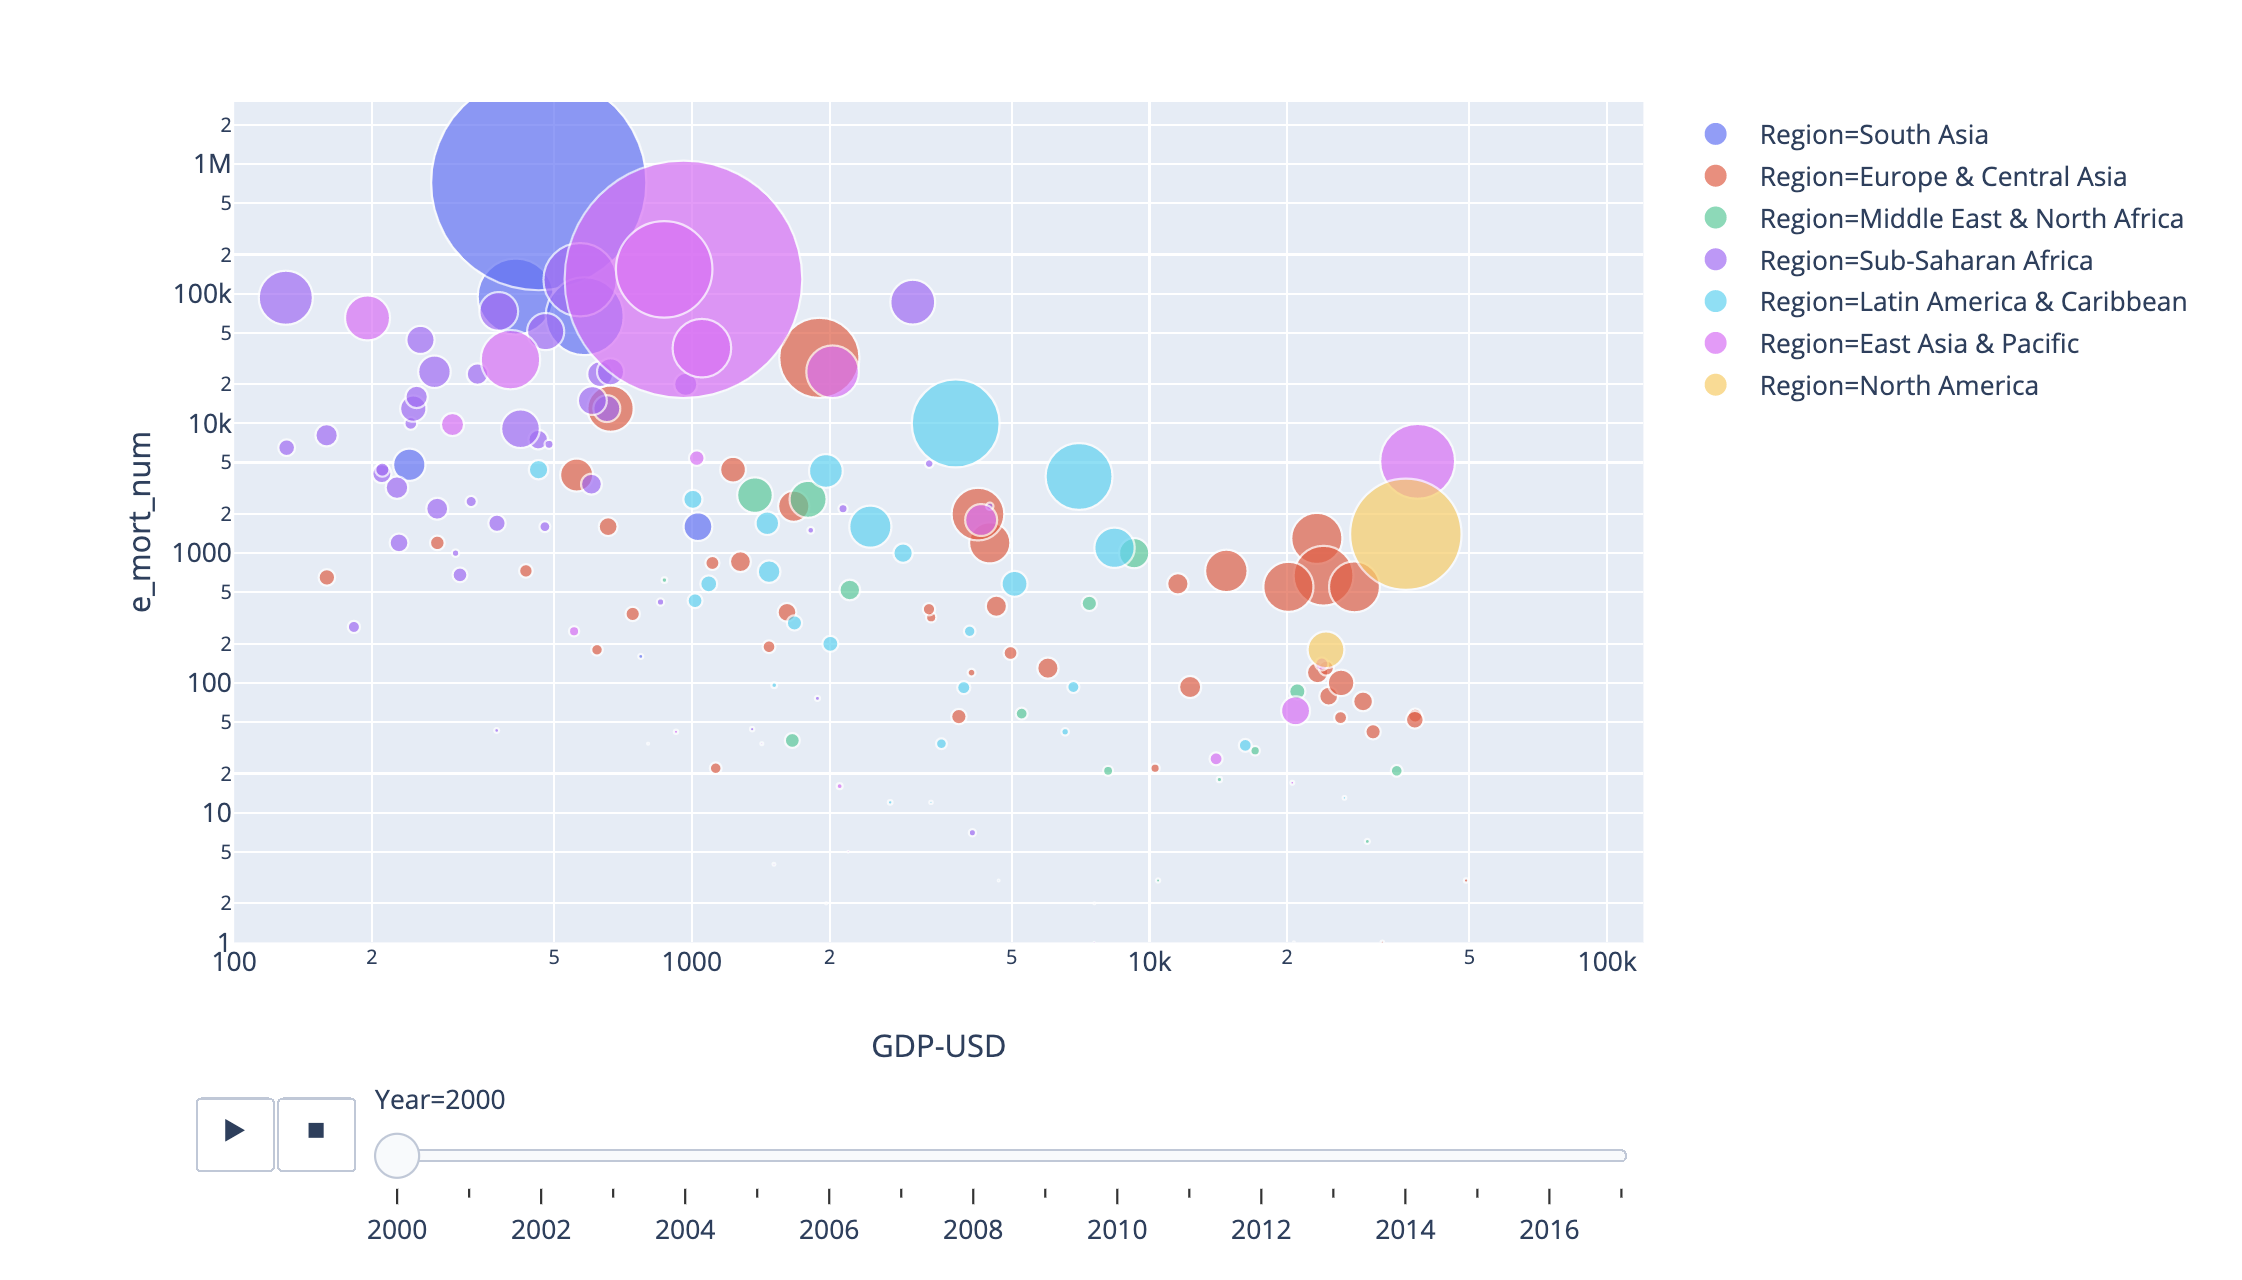 2
1M
5
2
100k
5
2
10k
5
2
1000
5
2
100
5
2
10
5
2
1
e_mort_num
100 2 5 1000 2 5 10k 2 5 100k
GDP-USD
Region=South Asia
Region=Europe & Central Asia
Region=Middle East & North Africa
Region=Sub-Saharan Africa
Region=Latin America & Caribbean
Region=East Asia & Pacific
Region=North America
Year=2000
2000 2002 2004 2006 2008 2010 2012 2014 2016